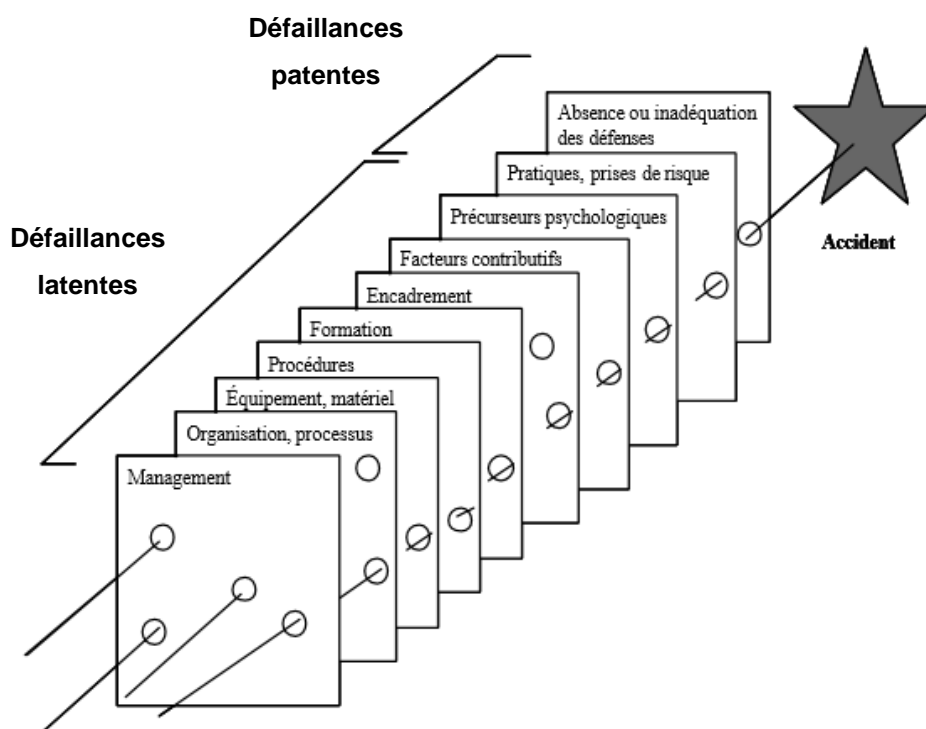 Défaillances
patentes
Absence ou inadéquation
des défenses
Pratiques, prises de risque
Précurseurs psychologiques
Facteurs contributifs
Encadrement
Formation
Procédures
Équipement, matériel
Organisation, processus
Management
Défaillances
latentes
Accident